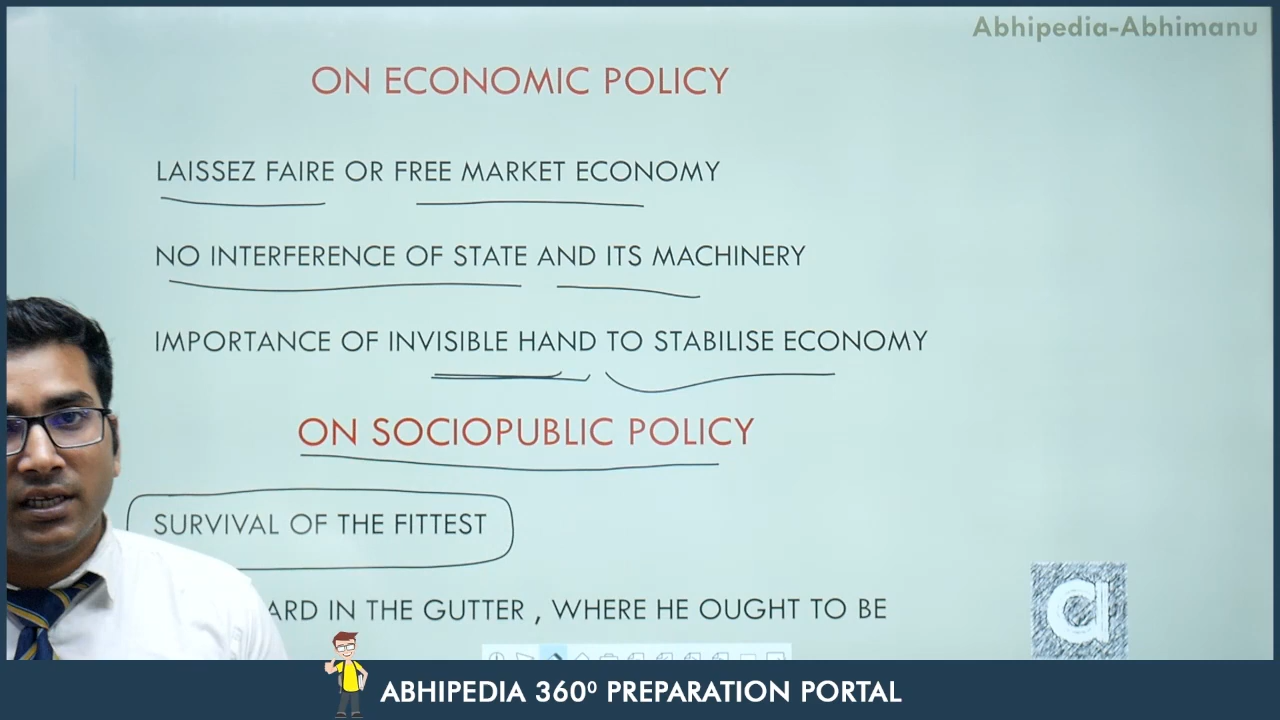 Abhipedia-Abhimanu
ON ECONOMIC POLICY
LAISSEZ FAIRE OR FREE MARKET ECONOMY
NO INTERFERENCE OF STATE AND ITS MACHINERY
IMPORTANCE OF INVISIBLE HAND TO STABILISE ECONOMY
ON SOCIOPUBLIC POLICY
SURVIVAL OF THE FITTEST
IN THE GUTTER , WHERE HE OUGHT TO BE
a
ABHIPEDIA 360⁰ PREPARATION PORTAL